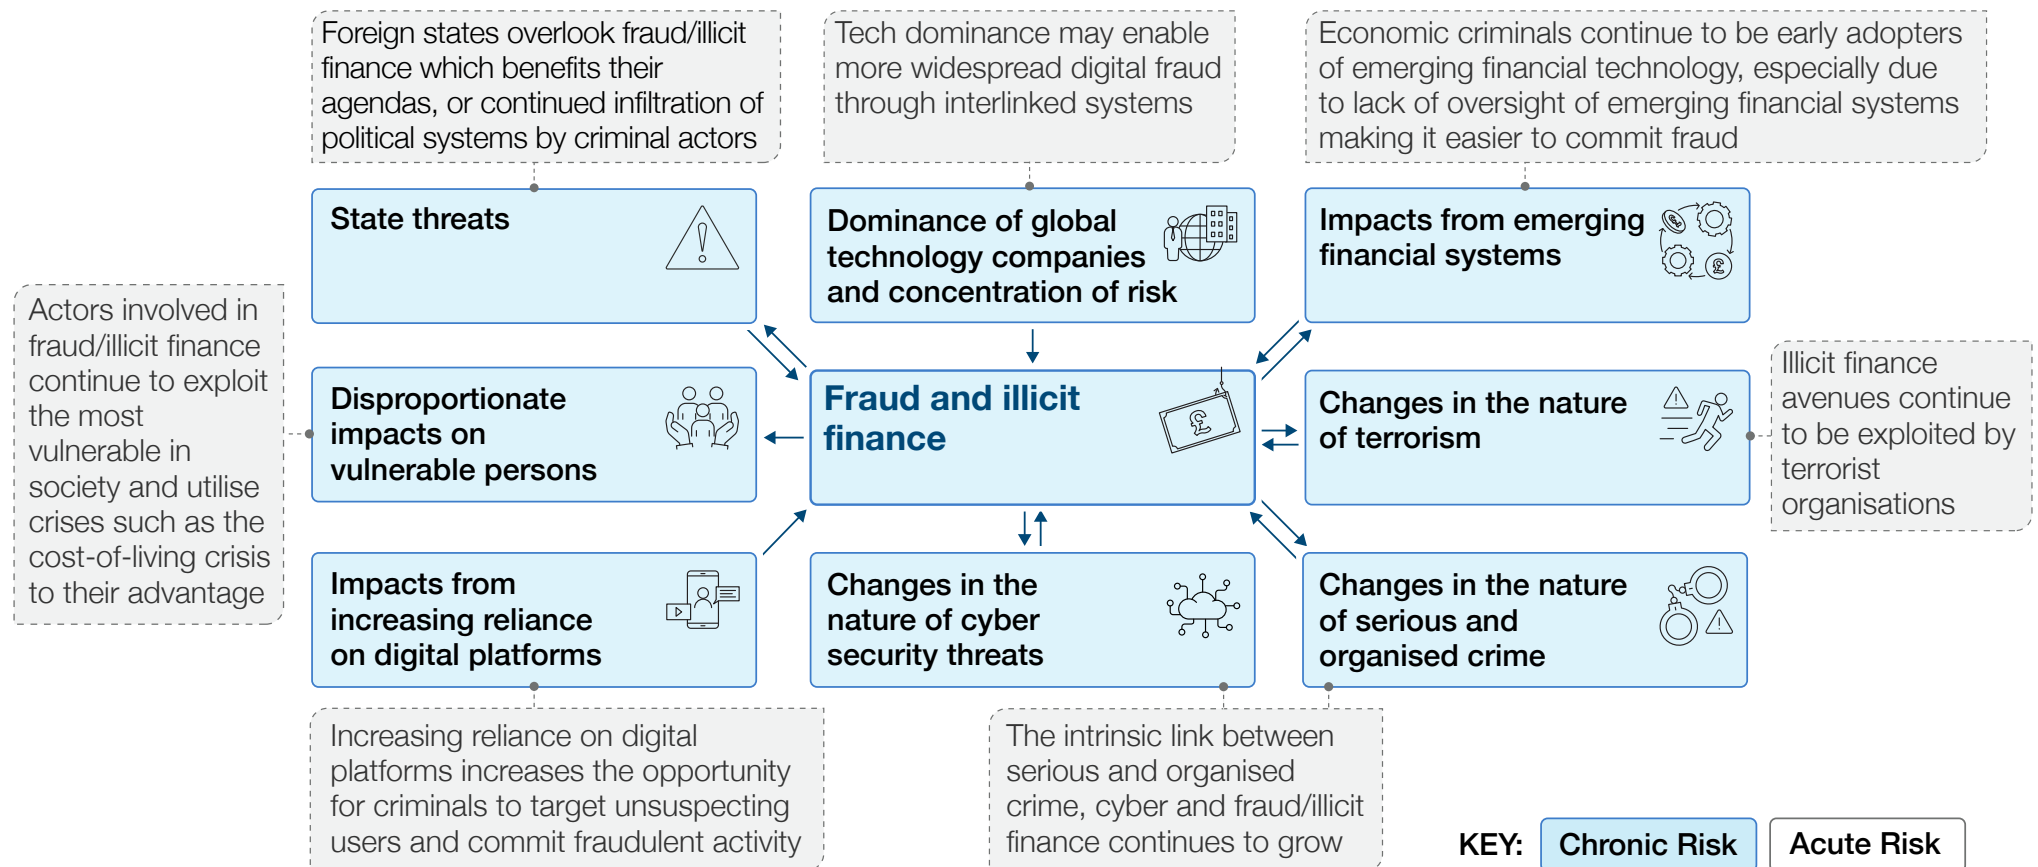 Foreign states overlook fraud/illicit
finance which benefits their
agendas, or continued infiltration of
political systems by criminal actors
Tech dominance may enable
more widespread digital fraud
through interlinked systems
Economic criminals continue to be early adopters
of emerging financial technology, especially due
to lack of oversight of emerging financial systems
making it easier to commit fraud
State threats
Dominance of global
technology companies
and concentration of risk
Impacts from emerging
financial systems
Actors involved in
fraud/illicit finance
continue to exploit
the most
vulnerable in
society and utilise
crises such as the
cost-of-living crisis
to their advantage
Disproportionate
impacts on
vulnerable persons
Fraud and illicit
finance
Changes in the nature
of terrorism
Illicit finance
avenues continue
to be exploited by
terrorist
organisations
Impacts from
increasing reliance
on digital platforms
Changes in the
nature of cyber
security threats
Changes in the nature
of serious and
organised crime
Increasing reliance on digital
platforms increases the opportunity
for criminals to target unsuspecting
users and commit fraudulent activity
The intrinsic link between
serious and organised
crime, cyber and fraud/illicit
finance continues to grow
KEY: Chronic Risk Acute Risk